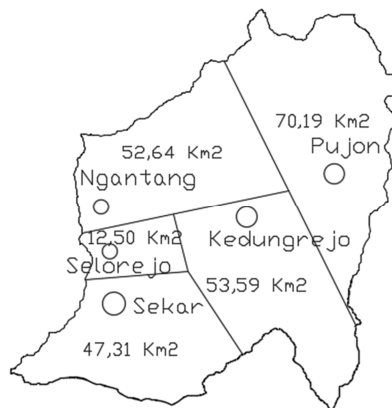 70,19 Km2
Pujon
52,64 Km2
Ngantang
12,50 Km2
Selorejo
Kedungrejo
53,59 Km2
Sekar
47,31 Km2